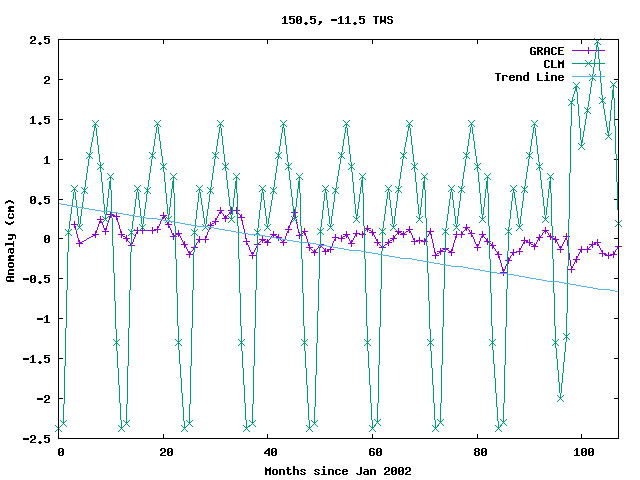 150.5, -11.5 TWS
GRACE
CLM
Trend Line
Anomaly (cm)
2.5
2
1.5
1
0.5
0
-0.5
-1
-1.5
-2
-2.5
0 20 40 60 80 100
Months since Jan 2002